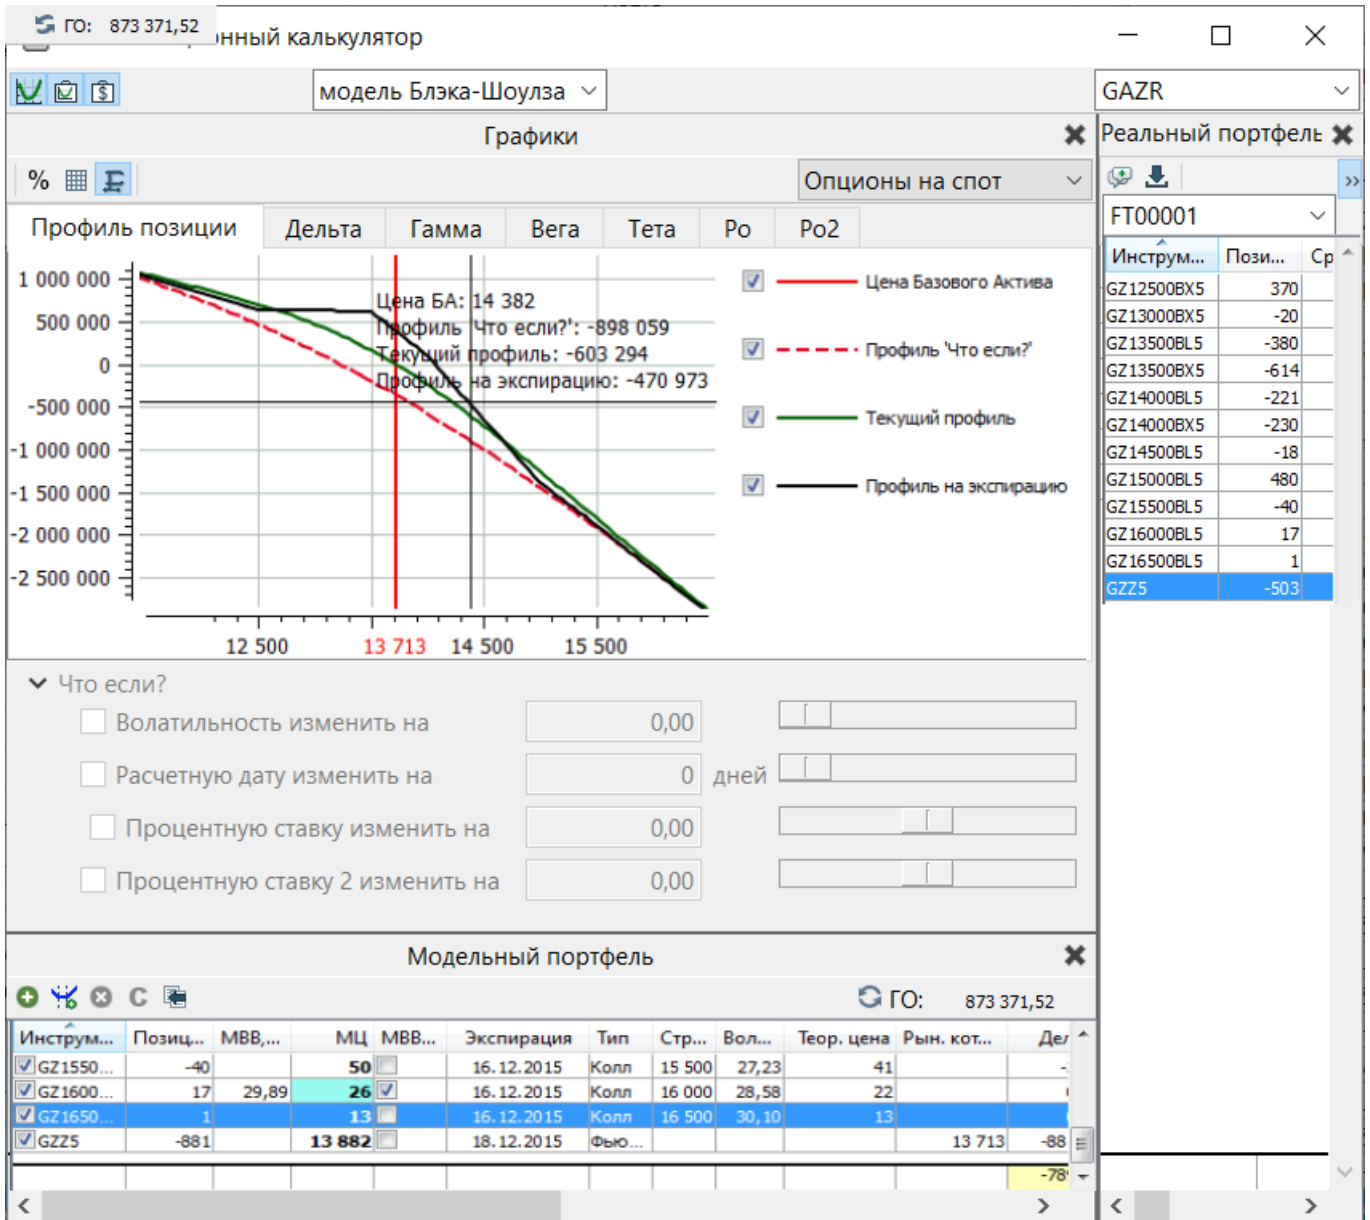 ГО: 873 371,52
нный калькулятор
модель Блэка-Шоулза
GAZR
Графики
Реальный портфель
%
Опционы на спот
FT00001
Профиль позиции Дельта Гамма Вега Тета Ро Ро2
Инструм... Пози... Ср
1 000 000
500 000
0
-500 000
-1 000 000
-1 500 000
-2 000 000
-2 500 000
Цена БА: 14 382
Профиль 'Что если?': -898 059
Текущий профиль: -603 294
Профиль на экспирацию: -470 973
12 500 13 713 14 500 15 500
Цена Базового Актива
Профиль 'Что если?'
Текущий профиль
Профиль на экспирацию
GZ12500BX5 370
GZ13000BX5 -20
GZ13500BL5 -380
GZ13500BX5 -614
GZ14000BL5 -221
GZ14000BX5 -230
GZ14500BL5 -18
GZ15000BL5 480
GZ15500BL5 -40
GZ16000BL5 17
GZ16500BL5 1
GZZ5 -503
Что если?
Волатильность изменить на 0,00
Расчетную дату изменить на 0 дней
Процентную ставку изменить на 0,00
Процентную ставку 2 изменить на 0,00
Модельный портфель
C ГО: 873 371,52
Инструм... Позиц... МВВ,... МЦ МВВ... Экспирация Тип Стр... Вол... Теор. цена Рын. кот... Дел
GZ1550... -40 50 16.12.2015 Колл 15 500 27,23 41
GZ1600... 17 29,89 26 16.12.2015 Колл 16 000 28,58 22
GZ1650... 1 13 16.12.2015 Колл 16 500 30,10 13
GZZ5 -881 13 882 18.12.2015 Фью... 13 713 -88
-78